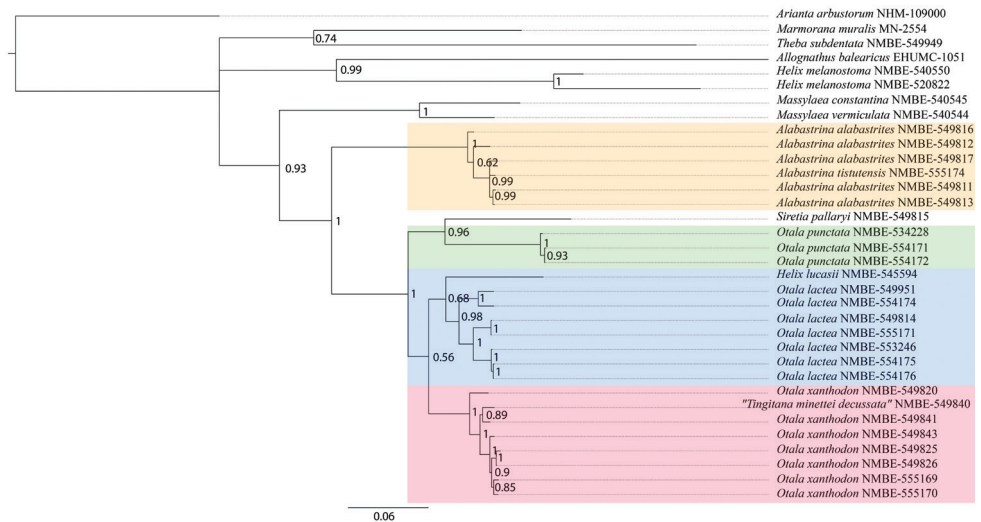 Arianta arbustorum NHM-109000
Marmorana muralis MN-2554
0.74
Theba subdentata NMBE-549949
Allognathus balearicus EHUMC-1051
0.99
Helix melanostoma NMBE-540550
1
Helix melanostoma NMBE-520822
Massylaea constantina NMBE-540545
1
Massylaea vermiculata NMBE-540544
Alabastrina alabastrites NMBE-549816
1
Alabastrina alabastrites NMBE-549812
0.62
Alabastrina alabastrites NMBE-549817
0.93
Alabastrina tistutensis NMBE-555174
0.99
Alabastrina alabastrites NMBE-549811
0.99
Alabastrina alabastrites NMBE-549813
1
Siretia pallaryi NMBE-549815
0.96
Otala punctata NMBE-534228
1
Otala punctata NMBE-554171
0.93
Otala punctata NMBE-554172
Helix lucasii NMBE-545594
1
Otala lactea NMBE-549951
0.68
1
Otala lactea NMBE-554174
0.98
Otala lactea NMBE-549814
1
Otala lactea NMBE-555171
1
Otala lactea NMBE-553246
0.56
1
Otala lactea NMBE-554175
1
Otala lactea NMBE-554176
Otala xanthodon NMBE-549820
"Tingitana minettei decussata" NMBE-549840
1
0.89
Otala xanthodon NMBE-549841
1
Otala xanthodon NMBE-549843
1
Otala xanthodon NMBE-549825
1
Otala xanthodon NMBE-549826
0.9
Otala xanthodon NMBE-555169
0.85
Otala xanthodon NMBE-555170
0.06